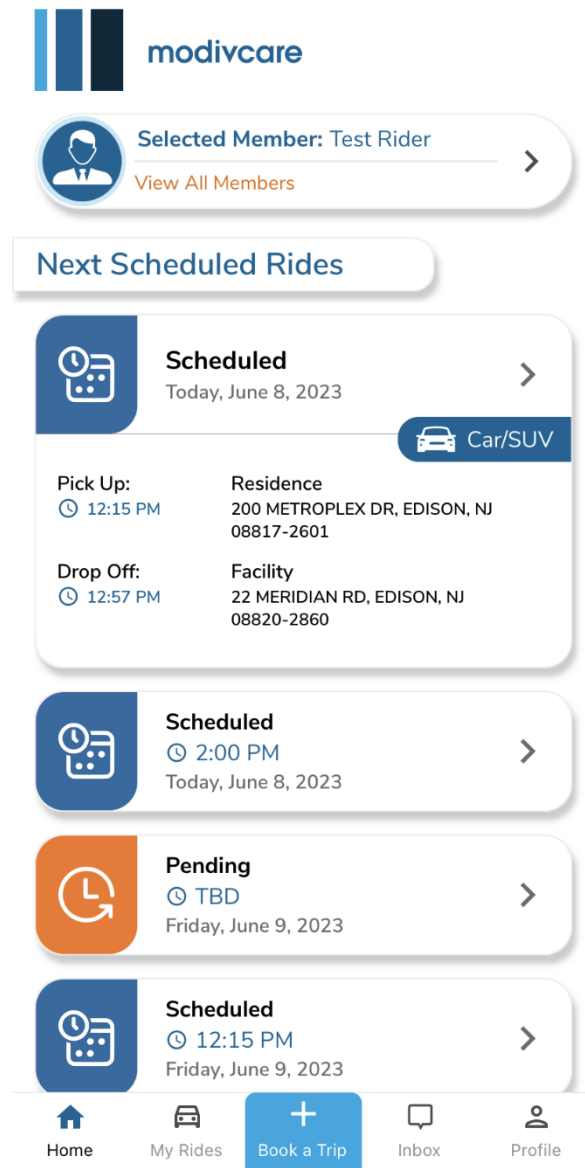 modivcare
Selected Member: Test Rider
View All Members
Next Scheduled Rides
Scheduled
Today, June 8, 2023
Car/SUV
Pick Up:
12:15 PM
Residence
200 METROPLEX DR, EDISON, NJ
08817-2601
Drop Off:
12:57 PM
Facility
22 MERIDIAN RD, EDISON, NJ
08820-2860
Scheduled
2:00 PM
Today, June 8, 2023
Pending
TBD
Friday, June 9, 2023
Scheduled
12:15 PM
Friday, June 9, 2023
Home
My Rides
Book a Trip
Inbox
Profile